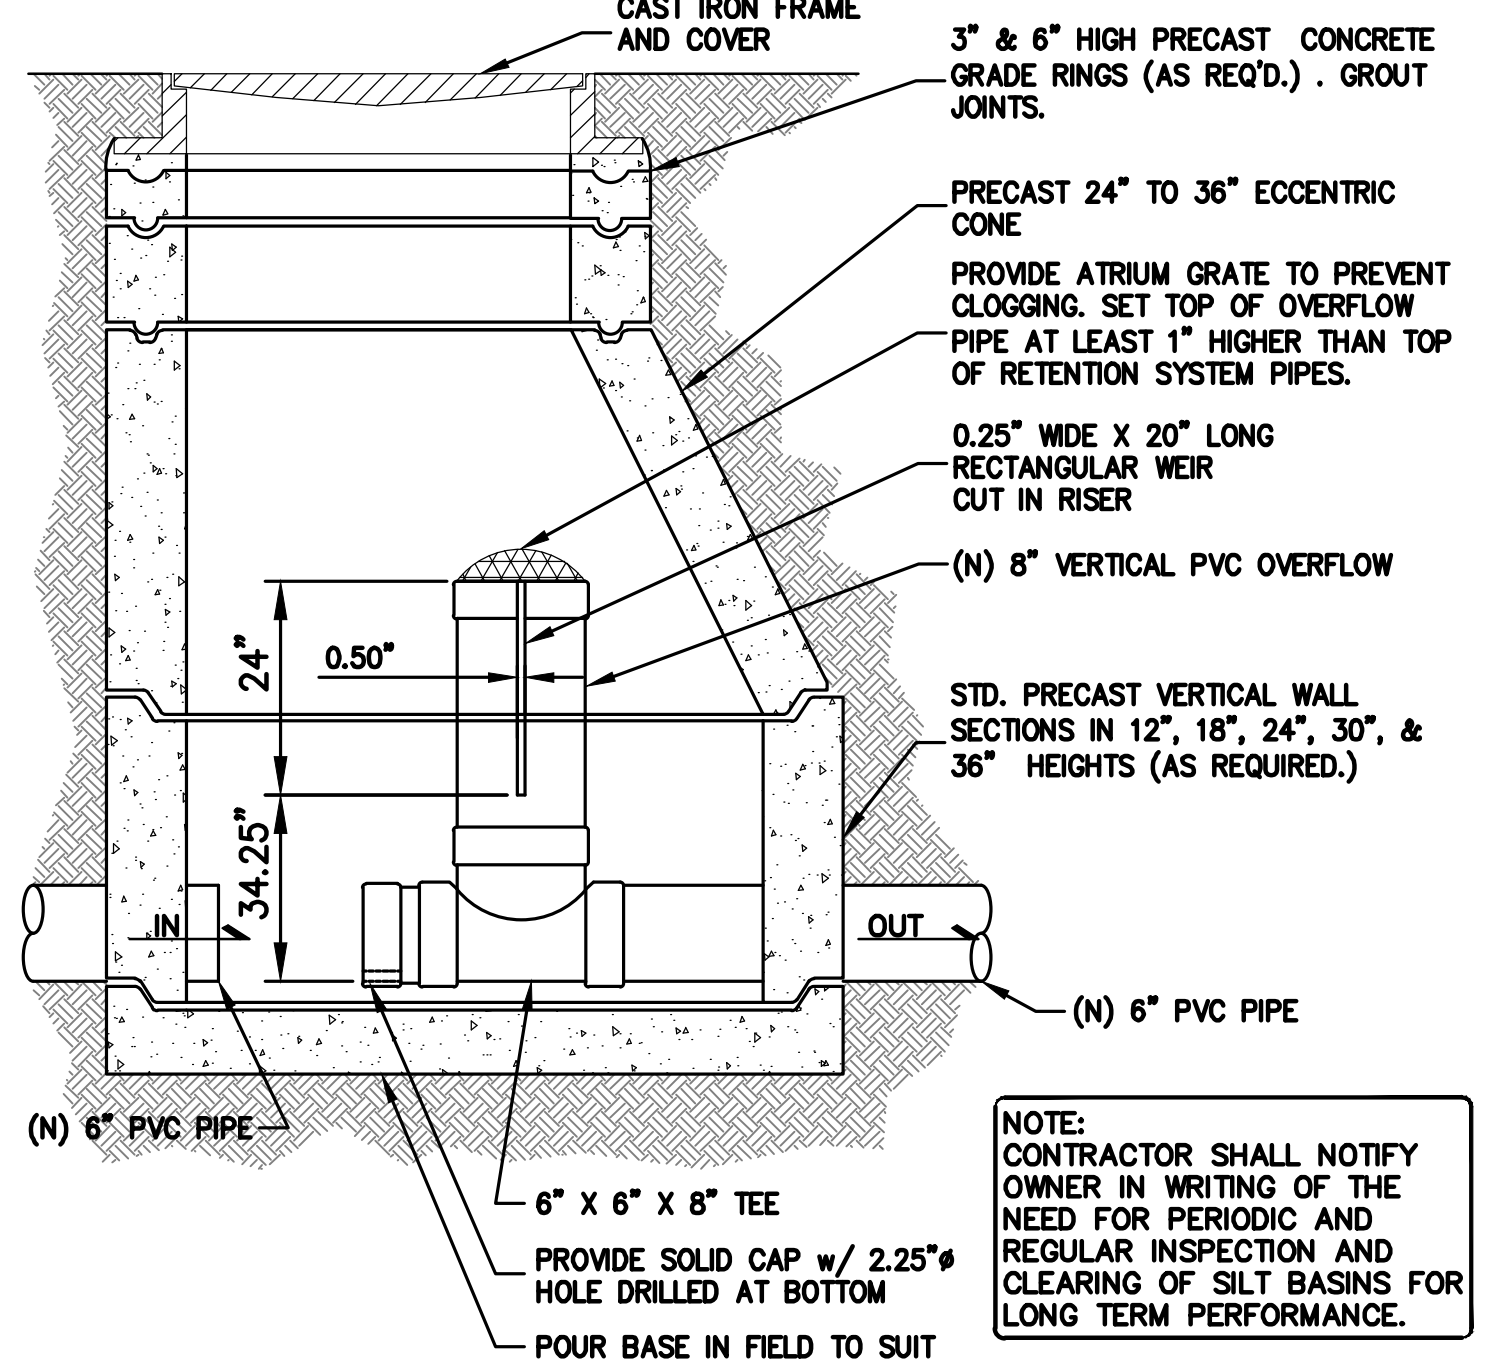 CAST IRON FRAME
AND COVER
3" & 6" HIGH PRECAST CONCRETE
GRADE RINGS (AS REQ'D.) . GROUT
JOINTS.
PRECAST 24" TO 36" ECCENTRIC
CONE
PROVIDE ATRIUM GRATE TO PREVENT
CLOGGING. SET TOP OF OVERFLOW
PIPE AT LEAST 1" HIGHER THAN TOP
OF RETENTION SYSTEM PIPES.
0.25" WIDE X 20" LONG
RECTANGULAR WEIR
CUT IN RISER
(N) 8" VERTICAL PVC OVERFLOW
24"
0.50"
STD. PRECAST VERTICAL WALL
SECTIONS IN 12", 18", 24", 30", &
36" HEIGHTS (AS REQUIRED.)
34.25"
IN
OUT
(N) 6" PVC PIPE
(N) 6" PVC PIPE
6" X 6" X 8" TEE
PROVIDE SOLID CAP w/ 2.25"ø
HOLE DRILLED AT BOTTOM
POUR BASE IN FIELD TO SUIT
NOTE:
CONTRACTOR SHALL NOTIFY
OWNER IN WRITING OF THE
NEED FOR PERIODIC AND
REGULAR INSPECTION AND
CLEARING OF SILT BASINS FOR
LONG TERM PERFORMANCE.